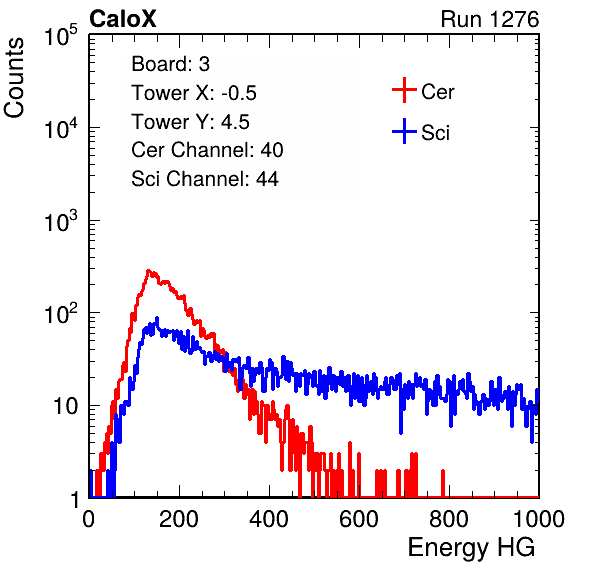 CaloX Run 1276
Counts
Board: 3
Tower X: -0.5
Tower Y: 4.5
Cer Channel: 40
Sci Channel: 44
Cer
Sci
10^5
10^4
10^3
10^2
10
1
0 200 400 600 800 1000
Energy HG